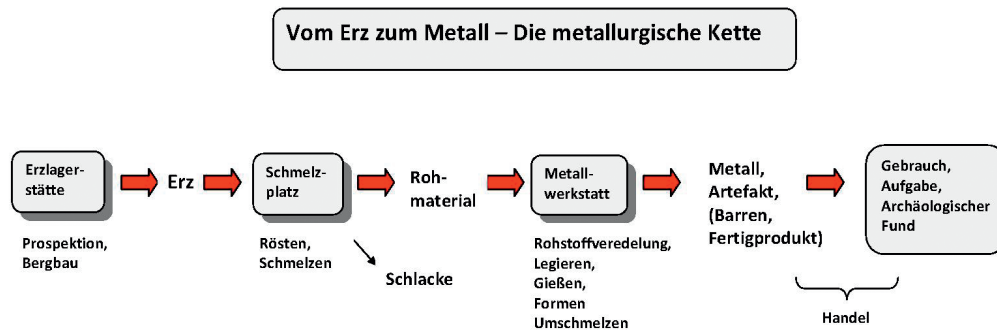 Vom Erz zum Metall – Die metallurgische Kette
Erzlager-
stätte
Prospektion,
Bergbau
Erz
Schmelz-
platz
Rösten,
Schmelzen
Schlacke
Roh-
material
Metall-
werkstatt
Rohstoffveredelung,
Legieren,
Gießen,
Formen
Umschmelzen
Metall,
Artefakt,
(Barren,
Fertigprodukt)
Gebrauch,
Aufgabe,
Archäologischer
Fund
Handel